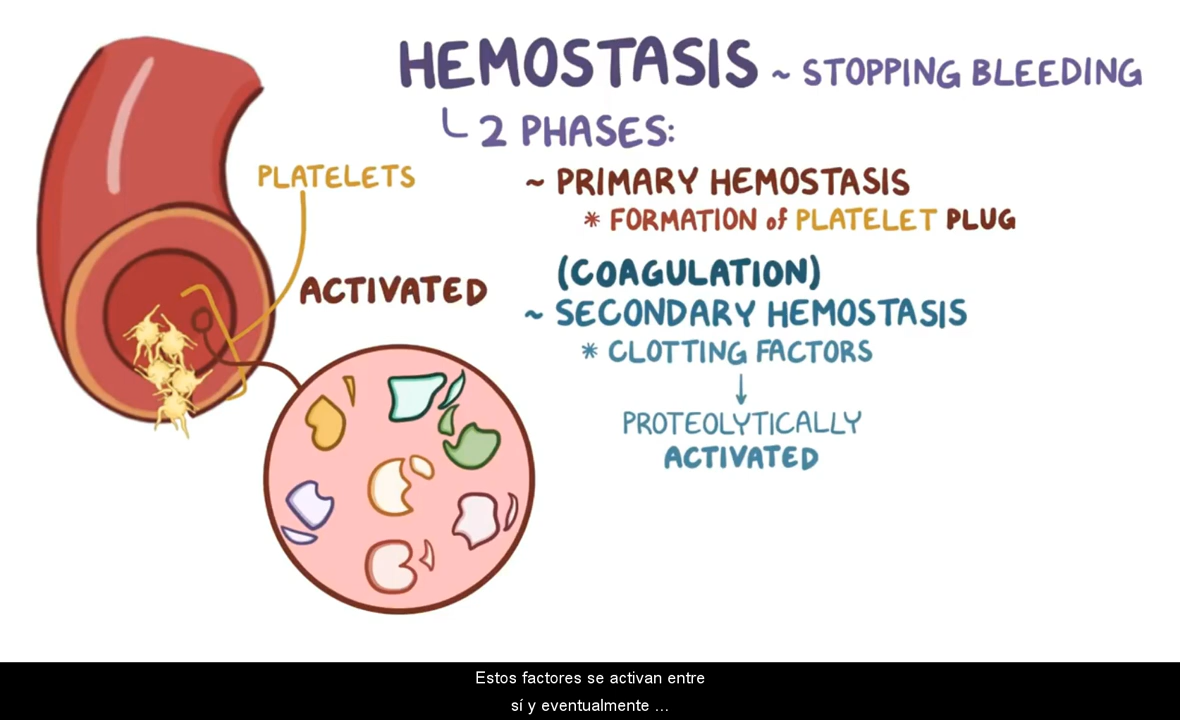 HEMOSTASIS ~ STOPPING BLEEDING
2 PHASES:
PLATELETS
~ PRIMARY HEMOSTASIS
* FORMATION of PLATELET PLUG
ACTIVATED
(COAGULATION)
~ SECONDARY HEMOSTASIS
* CLOTTING FACTORS
↓
PROTEOLYTICALLY
ACTIVATED
Estos factores se activan entre
sí y eventualmente ...